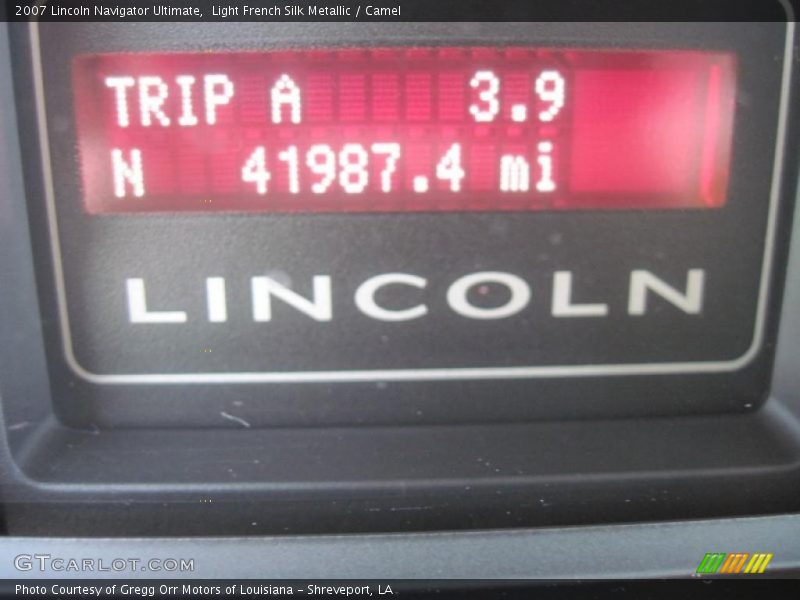 2007 Lincoln Navigator Ultimate,  Light French Silk Metallic / Camel
TRIP A 3.9
N 41987.4 mi
LINCOLN
GTCARLOT.COM
Photo Courtesy of Gregg Orr Motors of Louisiana - Shreveport, LA